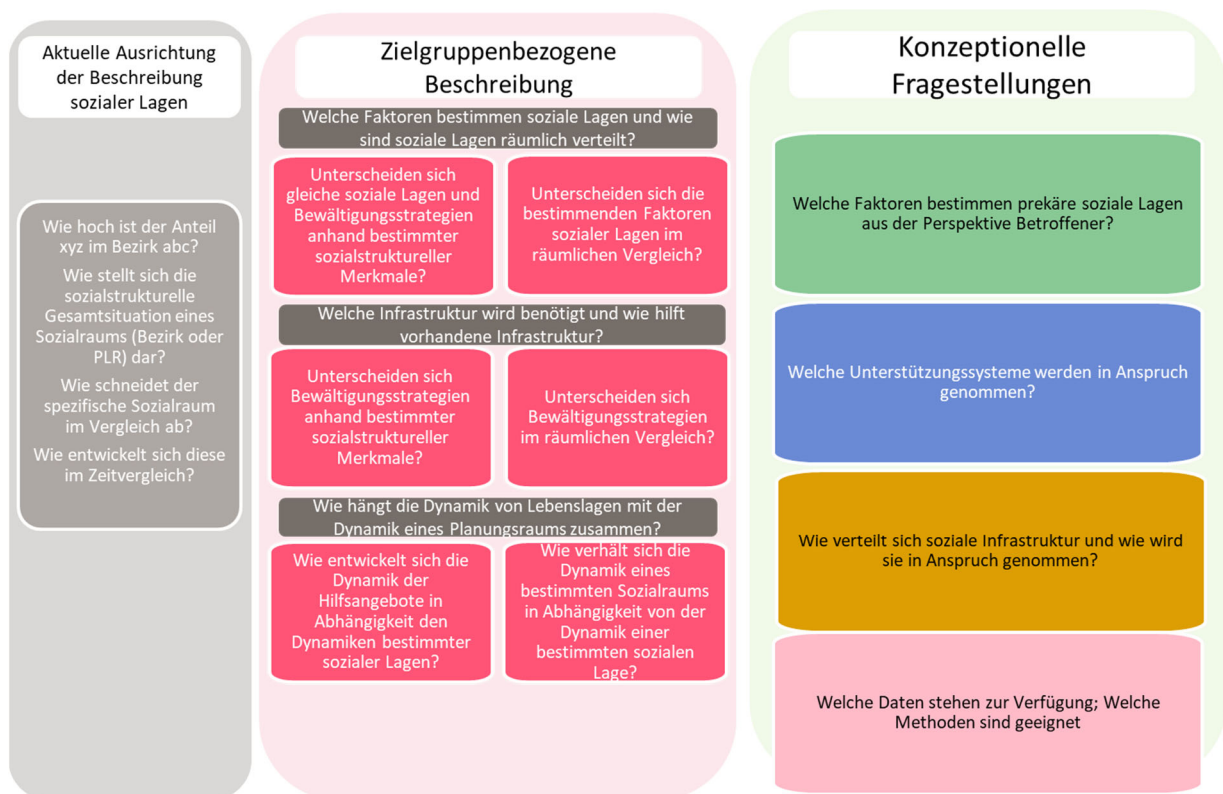 Aktuelle Ausrichtung
der Beschreibung
sozialer Lagen
Wie hoch ist der Anteil
xyz im Bezirk abc?
Wie stellt sich die
sozialstrukturelle
Gesamtsituation eines
Sozialraums (Bezirk oder
PLR) dar?
Wie schneidet der
spezifische Sozialraum
im Vergleich ab?
Wie entwickelt sich diese
im Zeitvergleich?
Zielgruppenbezogene
Beschreibung
Welche Faktoren bestimmen soziale Lagen und wie
sind soziale Lagen räumlich verteilt?
Unterscheiden sich
gleiche soziale Lagen und
Bewältigungsstrategien
anhand bestimmter
sozialstruktureller
Merkmale?
Unterscheiden sich die
bestimmenden Faktoren
sozialer Lagen im
räumlichen Vergleich?
Welche Infrastruktur wird benötigt und wie hilft
vorhandene Infrastruktur?
Unterscheiden sich
Bewältigungsstrategien
anhand bestimmter
sozialstruktureller
Merkmale?
Unterscheiden sich
Bewältigungsstrategien
im räumlichen Vergleich?
Wie hängt die Dynamik von Lebenslagen mit der
Dynamik eines Planungsraums zusammen?
Wie entwickelt sich die
Dynamik der
Hilfsangebote in
Abhängigkeit den
Dynamiken bestimmter
sozialer Lagen?
Wie verhält sich die
Dynamik eines
bestimmten Sozialraums
in Abhängigkeit von der
Dynamik einer
bestimmten sozialen
Lage?
Konzeptionelle
Fragestellungen
Welche Faktoren bestimmen prekäre soziale Lagen
aus der Perspektive Betroffener?
Welche Unterstützungssysteme werden in Anspruch
genommen?
Wie verteilt sich soziale Infrastruktur und wie wird
sie in Anspruch genommen?
Welche Daten stehen zur Verfügung; Welche
Methoden sind geeignet